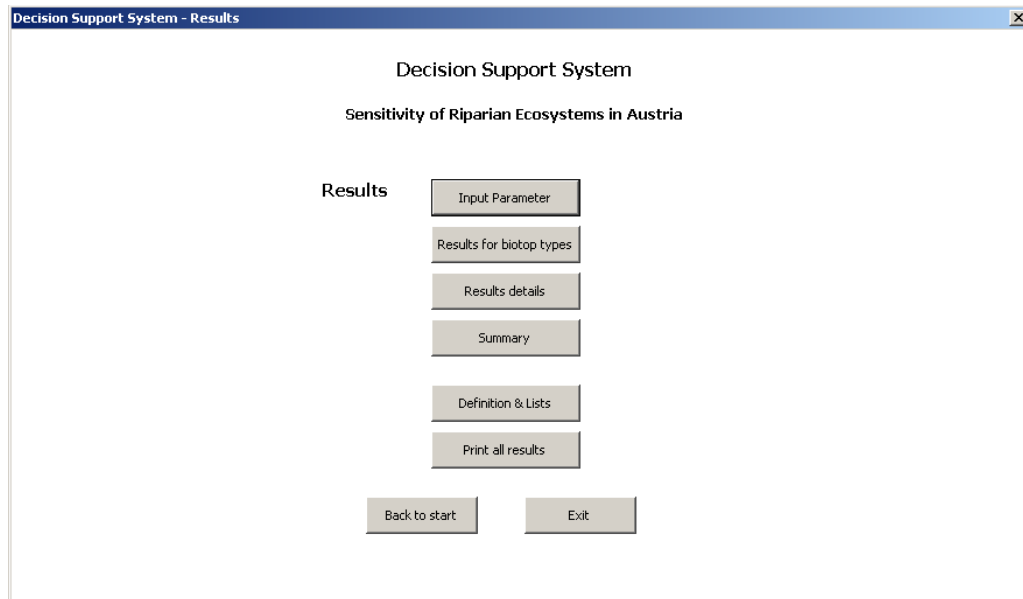 Decision Support System - Results
Decision Support System
Sensitivity of Riparian Ecosystems in Austria
Results
Input Parameter
Results for biotop types
Results details
Summary
Definition & Lists
Print all results
Back to start
Exit